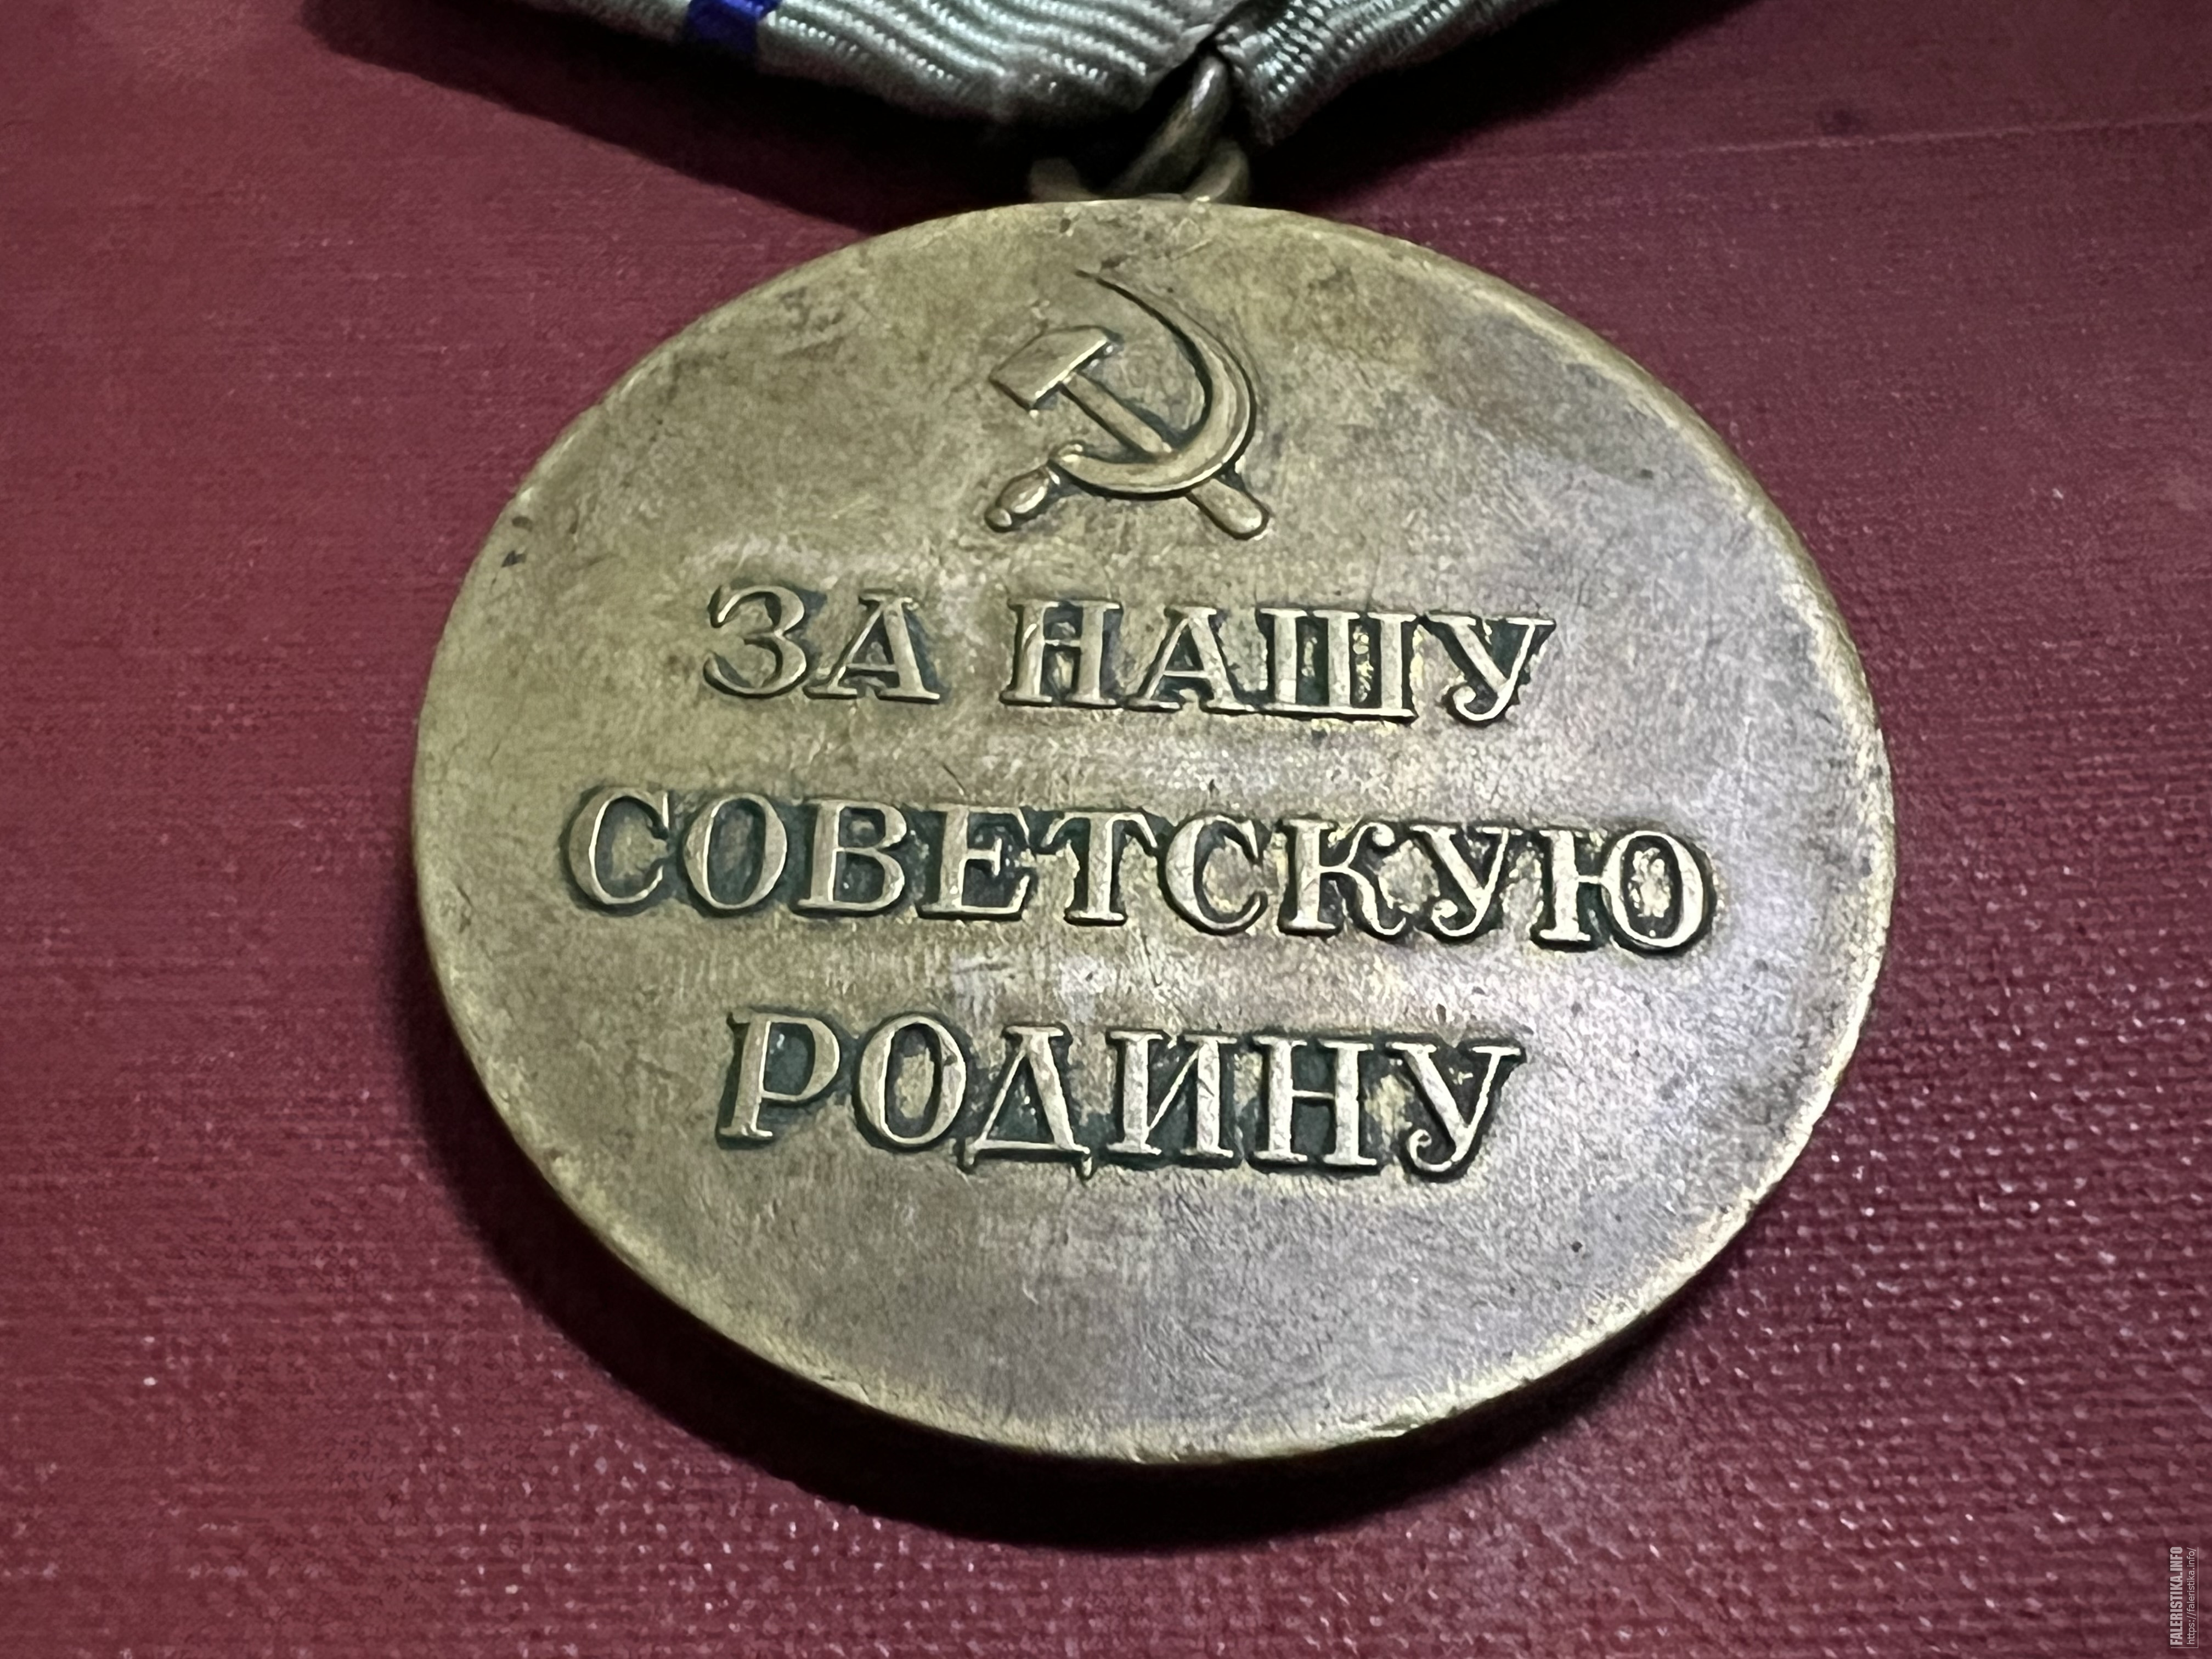 ЗА НАШУ
СОВЕТСКУЮ
РОДИНУ
FALERISTIKA.INFO
https://faleristika.info/